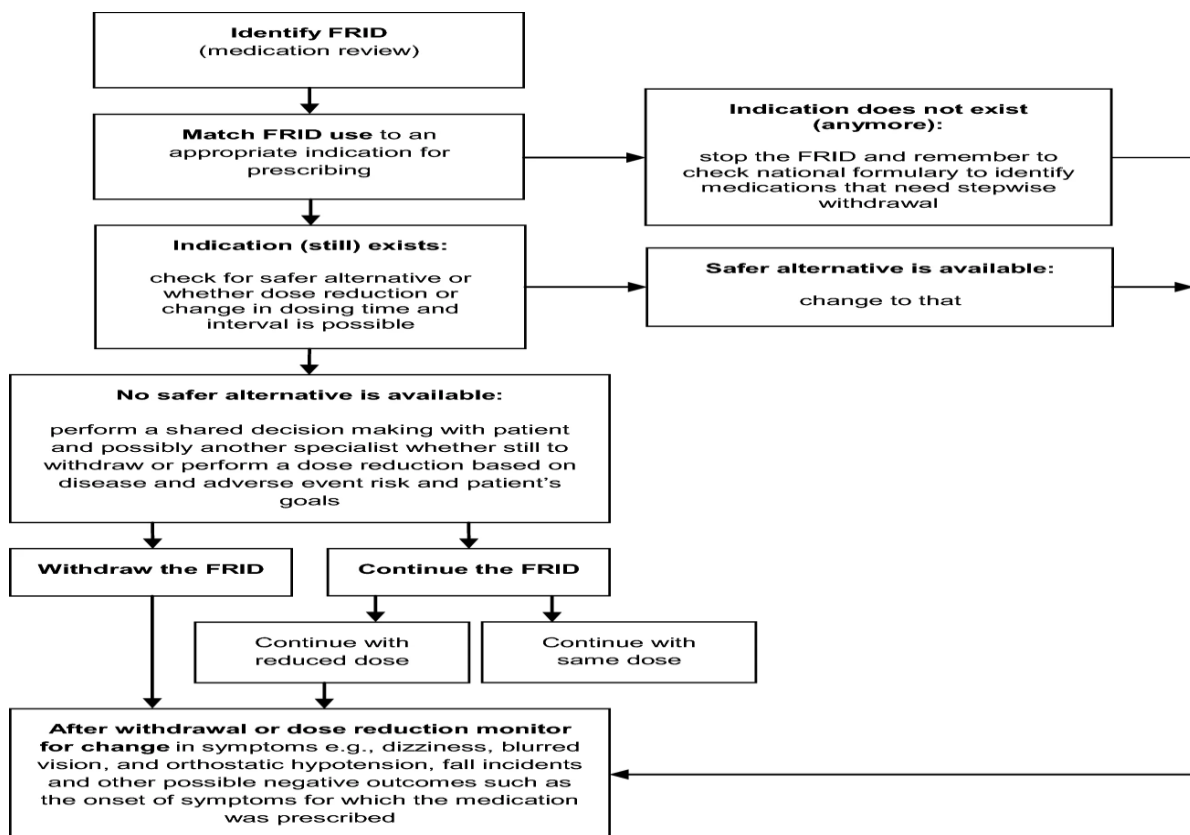 Identify FRID
(medication review)
Match FRID use to an
appropriate indication for
prescribing
Indication does not exist
(anymore):
stop the FRID and remember to
check national formulary to identify
medications that need stepwise
withdrawal
Indication (still) exists:
check for safer alternative or
whether dose reduction or
change in dosing time and
interval is possible
Safer alternative is available:
change to that
No safer alternative is available:
perform a shared decision making with patient
and possibly another specialist whether still to
withdraw or perform a dose reduction based on
disease and adverse event risk and patient's
goals
Withdraw the FRID
Continue the FRID
Continue with
reduced dose
Continue with
same dose
After withdrawal or dose reduction monitor
for change in symptoms e.g., dizziness, blurred
vision, and orthostatic hypotension, fall incidents
and other possible negative outcomes such as
the onset of symptoms for which the medication
was prescribed